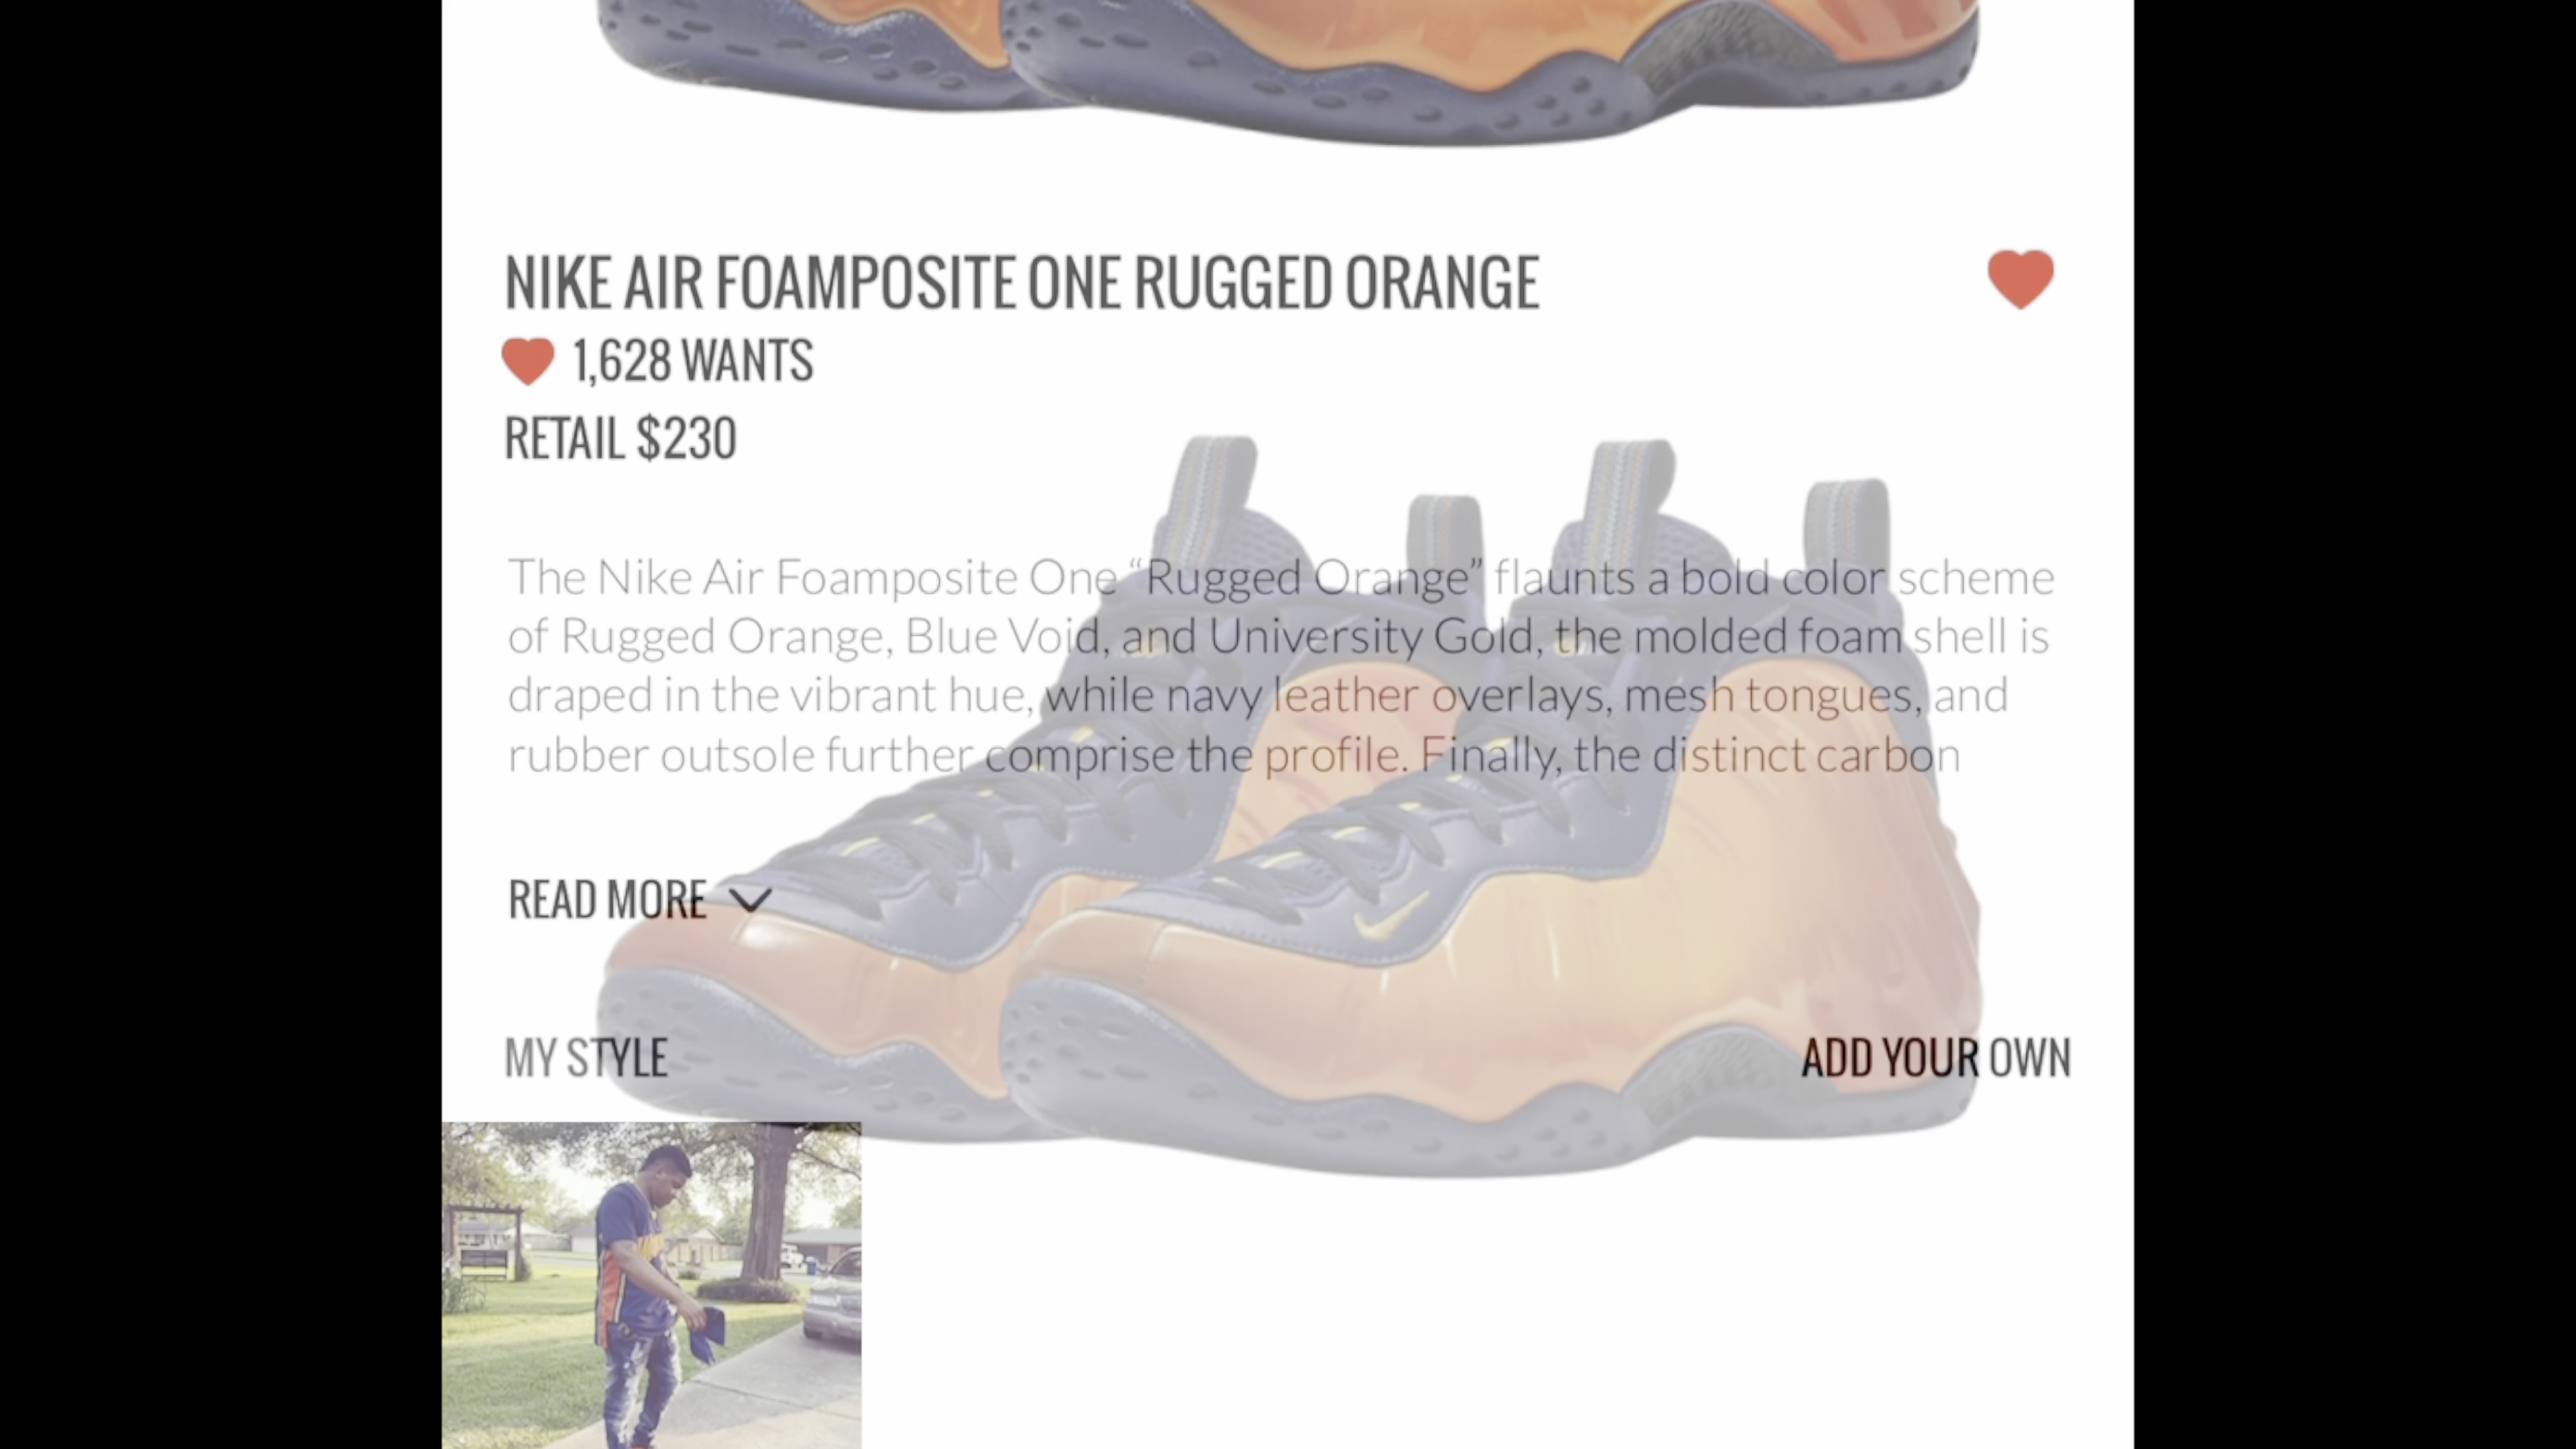 NIKE AIR FOAMPOSITE ONE RUGGED ORANGE
1,628 WANTS
RETAIL $230
The Nike Air Foamposite One “Rugged Orange” flaunts a bold color scheme
of Rugged Orange, Blue Void, and University Gold, the molded foam shell is
draped in the vibrant hue, while navy leather overlays, mesh tongues, and
rubber outsole further comprise the profile. Finally, the distinct carbon
READ MORE
MY STYLE
ADD YOUR OWN